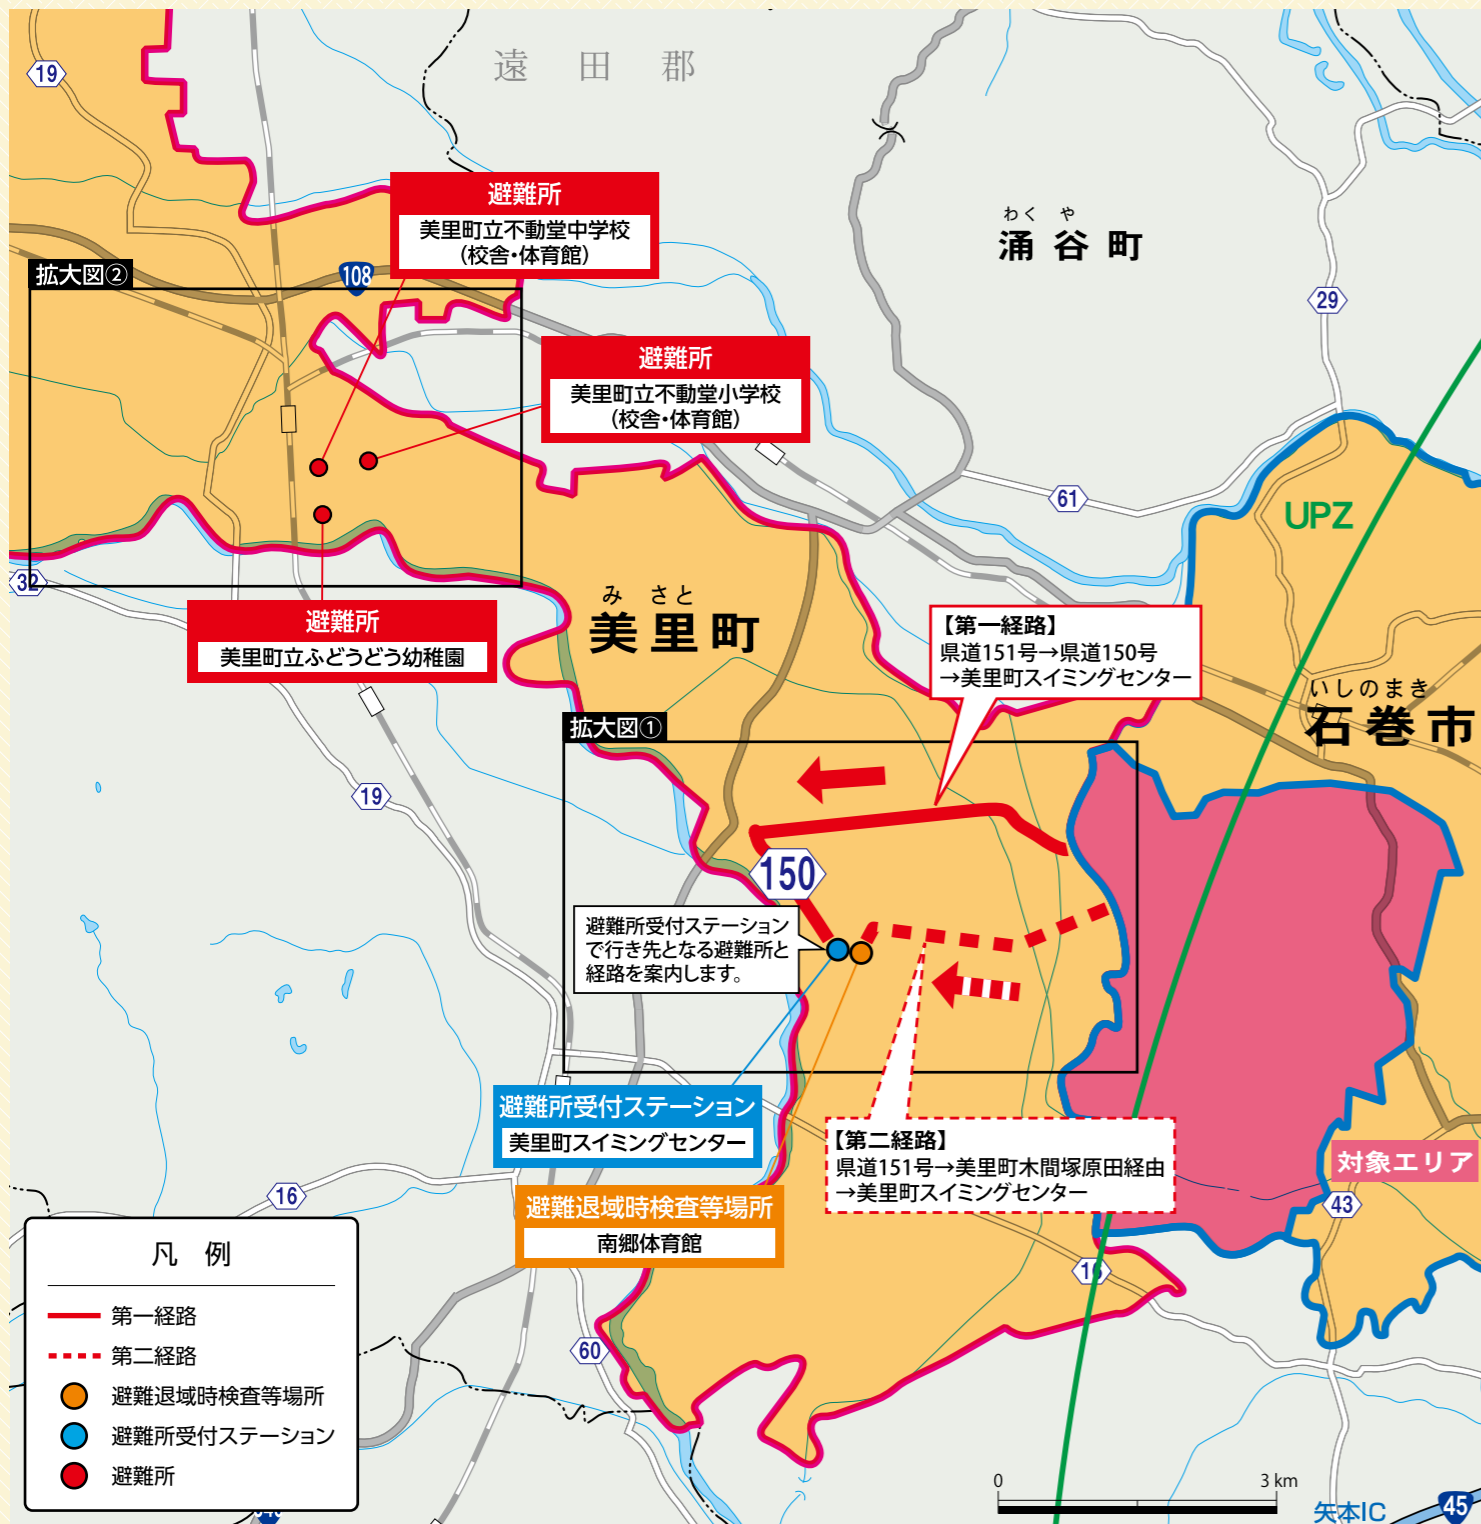 遠田郡
19
避難所
美里町立不動堂中学校
(校舎・体育館)
わくや
涌谷町
拡大図②
108
29
避難所
美里町立不動堂小学校
(校舎・体育館)
61
UPZ
32
みさと
美里町
避難所
美里町立ふどうどう幼稚園
【第一経路】
県道151号→県道150号
→美里町スイミングセンター
いしのまき
石巻市
拡大図①
19
150
避難所受付ステーション
で行き先となる避難所と
経路を案内します。
避難所受付ステーション
美里町スイミングセンター
【第二経路】
県道151号→美里町木間塚原田経由
→美里町スイミングセンター
対象エリア
16
避難退域時検査等場所
南郷体育館
43
16
凡例
第一経路
第二経路
避難退域時検査等場所
避難所受付ステーション
避難所
60
0
3 km
矢本IC
45